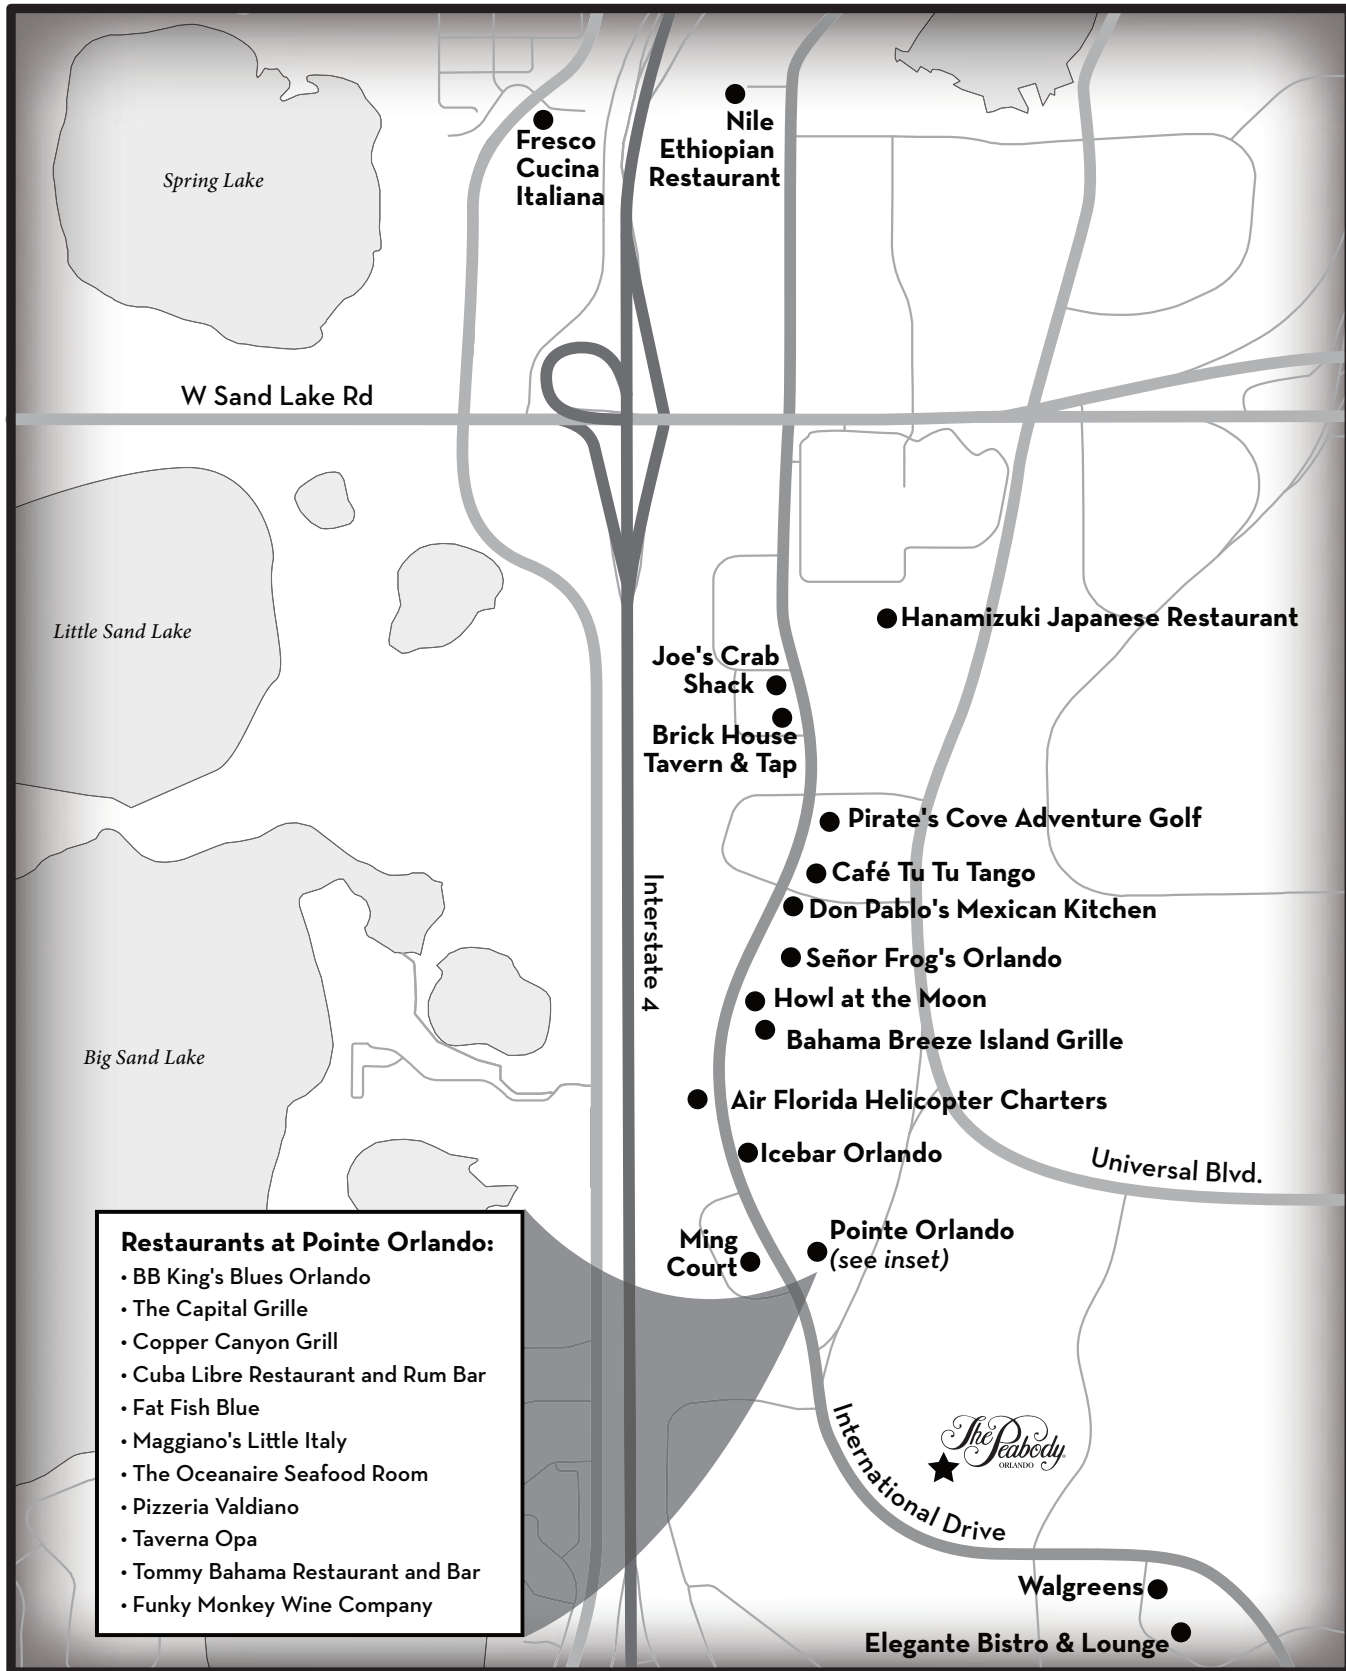 Nile
Ethiopian
Restaurant
Fresco
Cucina
Italiana
Spring Lake
W Sand Lake Rd
Hanamizuki Japanese Restaurant
Little Sand Lake
Joe's Crab
Shack
Brick House
Tavern & Tap
Pirate's Cove Adventure Golf
Café Tu Tu Tango
Don Pablo's Mexican Kitchen
Interstate 4
Señor Frog's Orlando
Howl at the Moon
Bahama Breeze Island Grille
Big Sand Lake
Air Florida Helicopter Charters
Icebar Orlando
Universal Blvd.
Ming
Court
Pointe Orlando
(see inset)
Restaurants at Pointe Orlando:
• BB King's Blues Orlando
• The Capital Grille
• Copper Canyon Grill
• Cuba Libre Restaurant and Rum Bar
• Fat Fish Blue
• Maggiano's Little Italy
• The Oceanaire Seafood Room
• Pizzeria Valdiano
• Taverna Opa
• Tommy Bahama Restaurant and Bar
• Funky Monkey Wine Company
International Drive
The Peabody®
ORLANDO
Walgreens
Elegante Bistro & Lounge